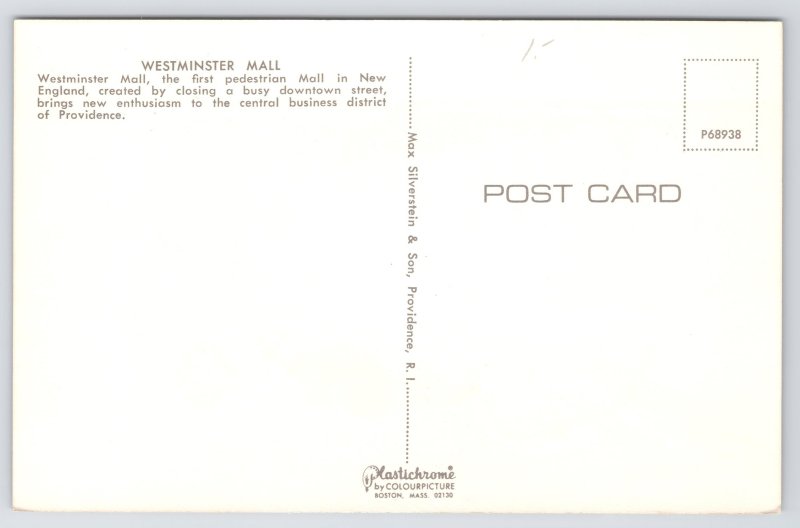 WESTMINSTER MALL
Westminster Mall, the first pedestrian Mall in New
England, created by closing a busy downtown street,
brings new enthusiasm to the central business district
of Providence.
Max Silverstein & Son, Providence, R. I.
1.-
P68938
POST CARD
Plastichrome
by COLOURPICTURE
BOSTON, MASS. 02130